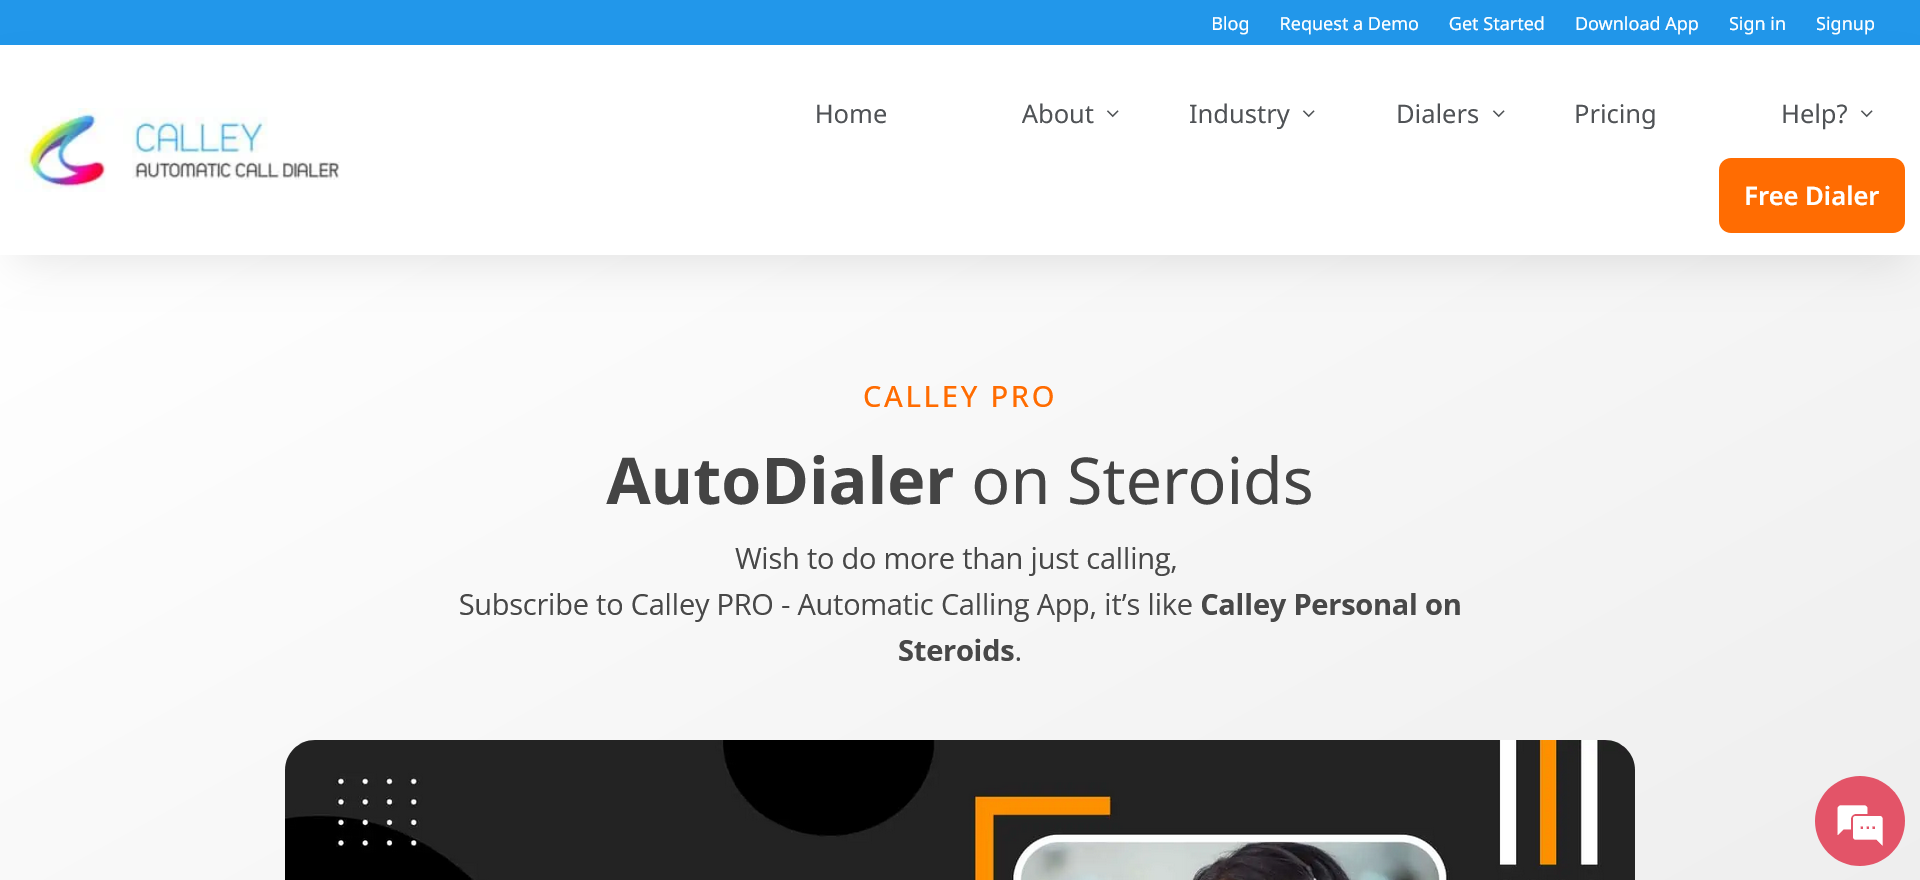 Blog Request a Demo Get Started Download App Sign in Signup
CALLEY
AUTOMATIC CALL DIALER
Home About Industry Dialers Pricing Help?
Free Dialer
CALLEY PRO
AutoDialer on Steroids
Wish to do more than just calling,
Subscribe to Calley PRO - Automatic Calling App, it’s like Calley Personal on
Steroids.